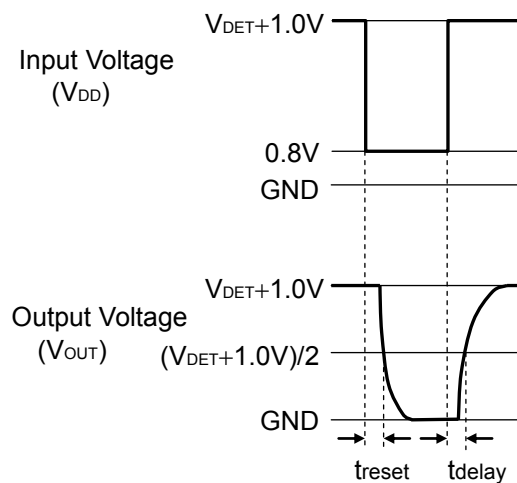 VDET+1.0V
Input Voltage
(VDD)
0.8V
GND
VDET+1.0V
Output Voltage
(VOUT)
(VDET+1.0V)/2
GND
treset
tdelay